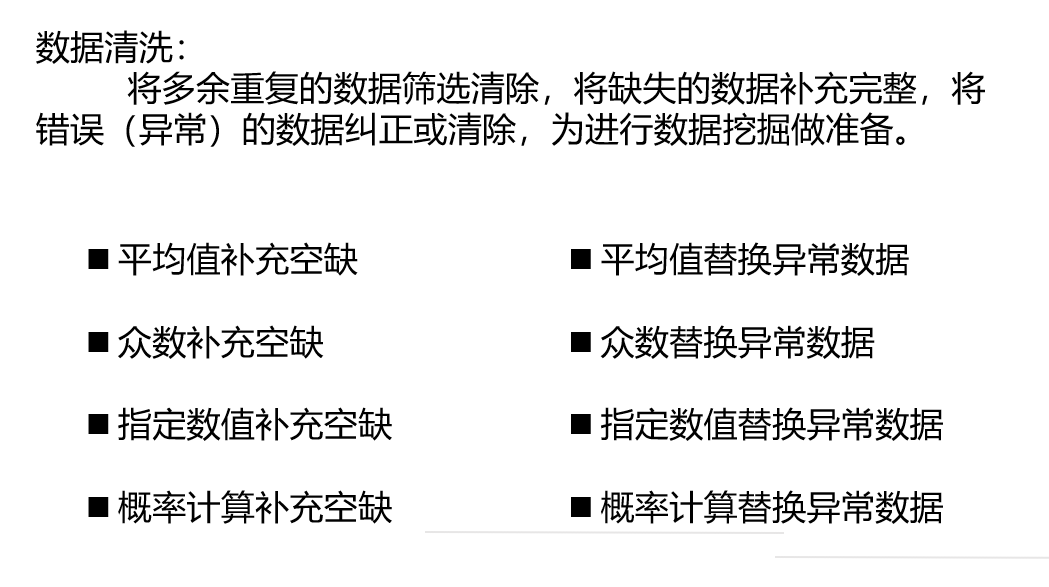 数据清洗：
将多余重复的数据筛选清除，将缺失的数据补充完整，将
错误（异常）的数据纠正或清除，为进行数据挖掘做准备。
■ 平均值补充空缺
■ 众数补充空缺
■ 指定数值补充空缺
■ 概率计算补充空缺
■ 平均值替换异常数据
■ 众数替换异常数据
■ 指定数值替换异常数据
■ 概率计算替换异常数据